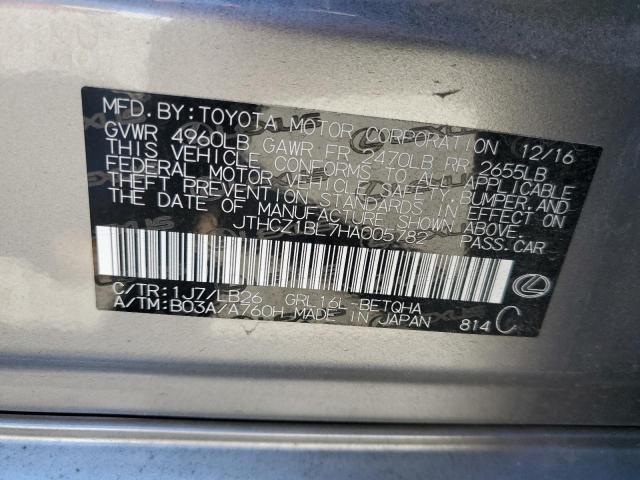 MFD. BY: TOYOTA MOTOR CORPORATION 12/16
GVWR 4960LB GAWR FR 2470LB RR 2655LB
THIS VEHICLE CONFORMS TO ALL APPLICABLE
FEDERAL MOTOR VEHICLE SAFETY, BUMPER, AND
THEFT PREVENTION STANDARDS IN EFFECT ON
THE DATE OF MANUFACTURE SHOWN ABOVE.
JTHCZ1BL7HA005782 PASS. CAR
C/TR: 1J7/LB26 GRL16L-BETQHA
A/TM: B03A/A760H MADE IN JAPAN 814 C